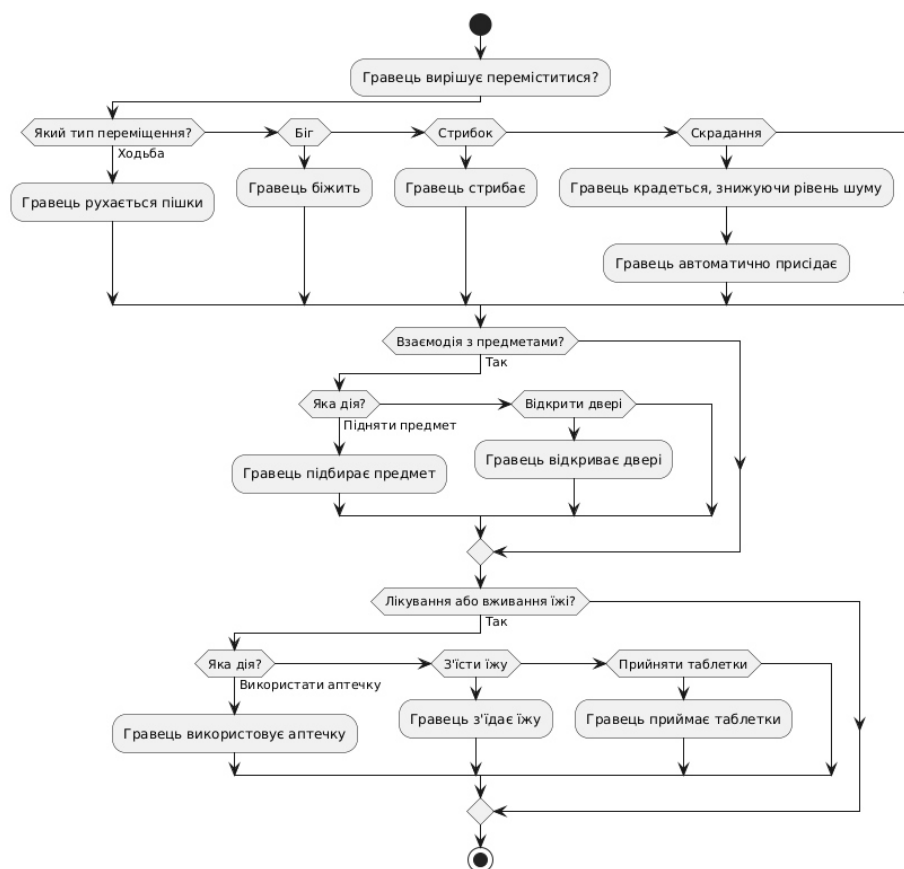 Гравець вирішує переміститися?
Який тип переміщення?
Біг
Стрибок
Скрадання
Ходьба
Гравець рухається пішки
Гравець біжить
Гравець стрибає
Гравець крадеться, знижуючи рівень шуму
Гравець автоматично присідає
Взаємодія з предметами?
Так
Яка дія?
Відкрити двері
Підняти предмет
Гравець підбирає предмет
Гравець відкриває двері
Лікування або вживання їжі?
Так
Яка дія?
З'їсти їжу
Прийняти таблетки
Використати аптечку
Гравець використовує аптечку
Гравець з'їдає їжу
Гравець приймає таблетки